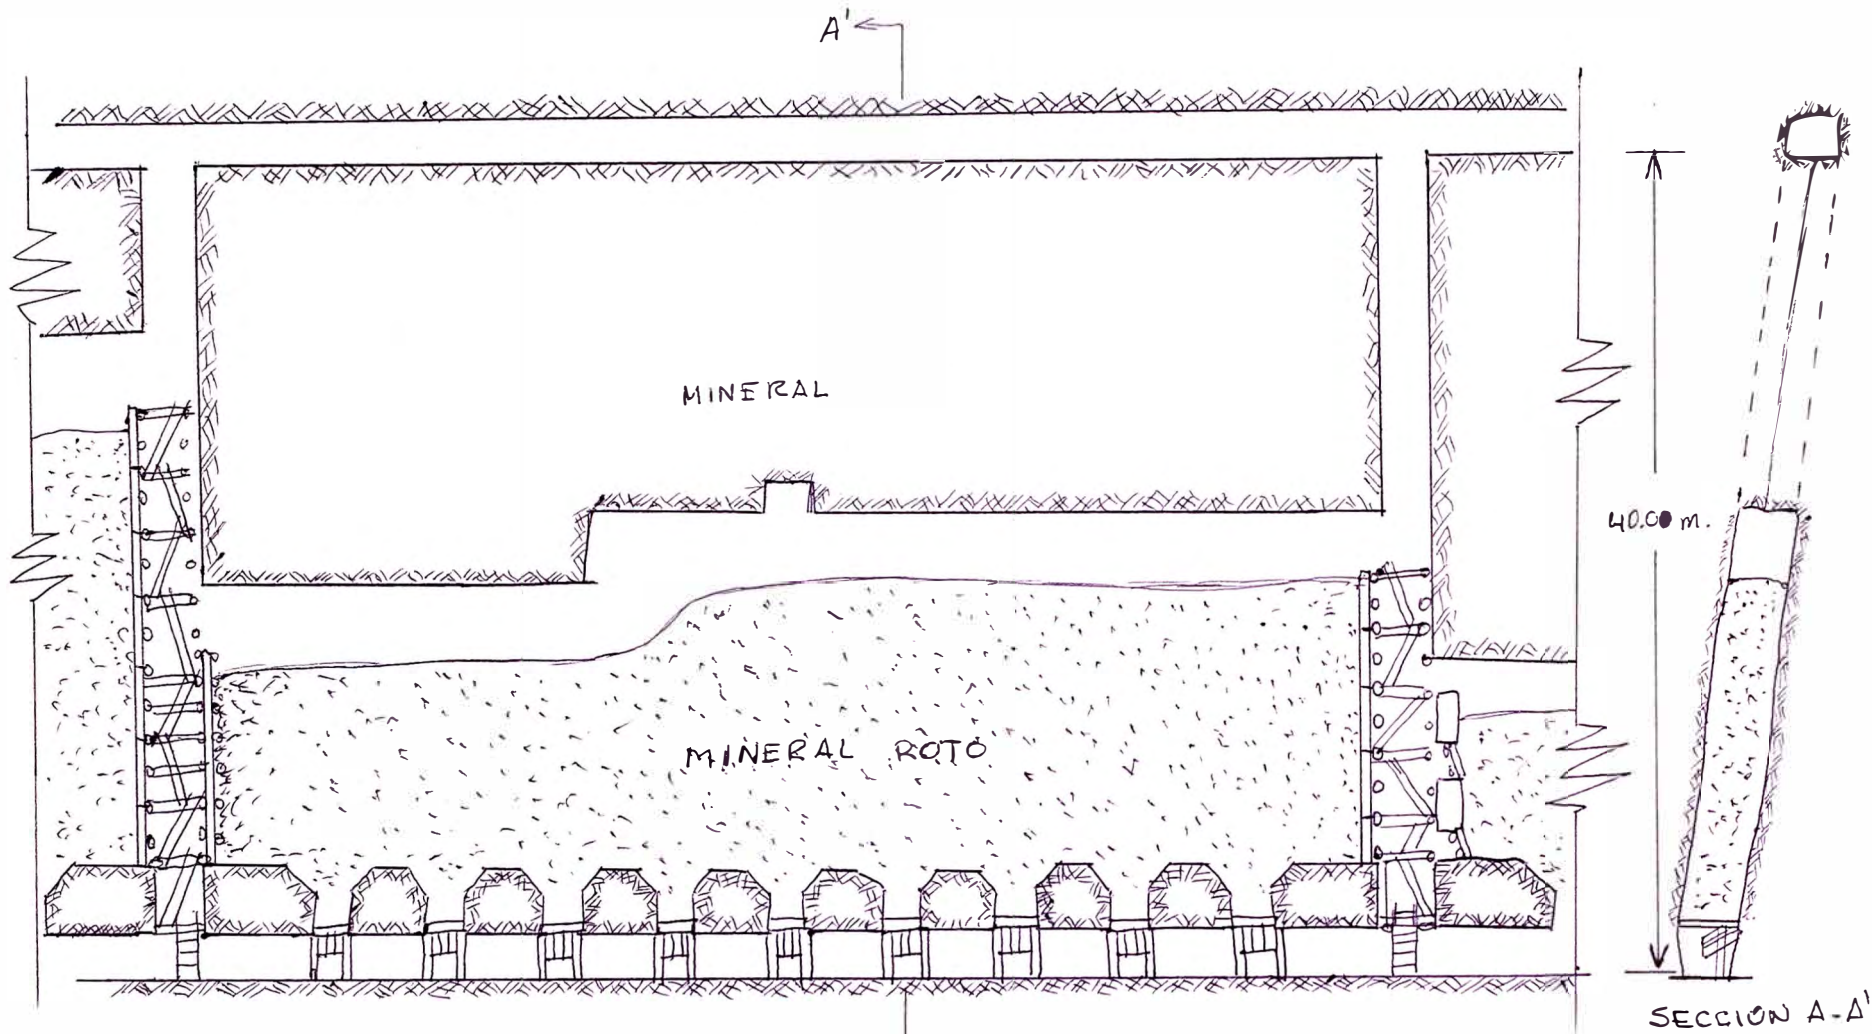 A'
MINERAL
40.00 m.
MINERAL ROTO
SECCION A-A'